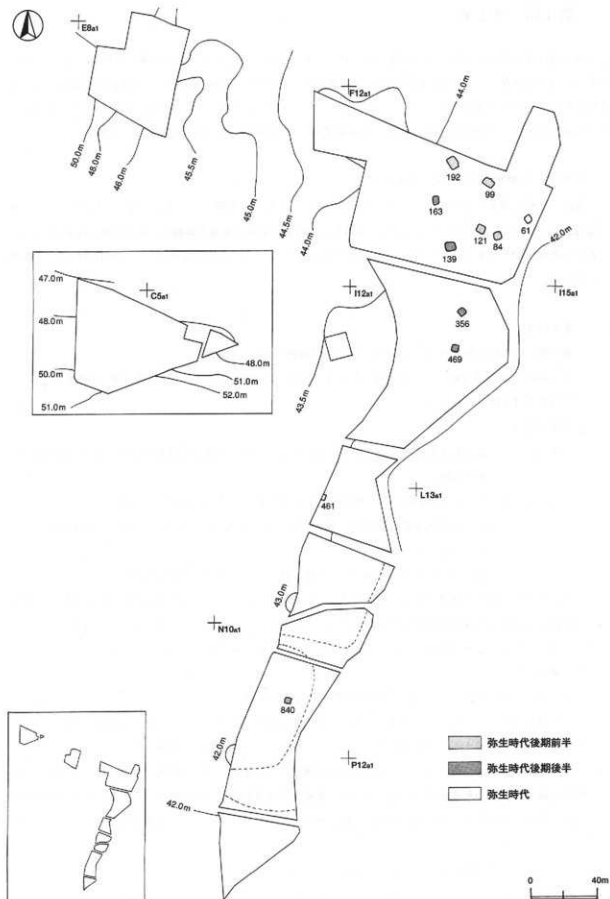 E8a1
50.0m
48.0m
46.0m
45.5m
45.0m
44.5m
44.0m
F12a1
44.0m
192
99
163
61
121
84
139
42.0m
47.0m
C5a1
48.0m
50.0m
51.0m
48.0m
51.0m
52.0m
I12a1
I15a1
356
469
43.5m
L13a1
461
43.0m
N10a1
840
42.0m
P12a1
42.0m
弥生時代後期前半
弥生時代後期後半
弥生時代
0 40m